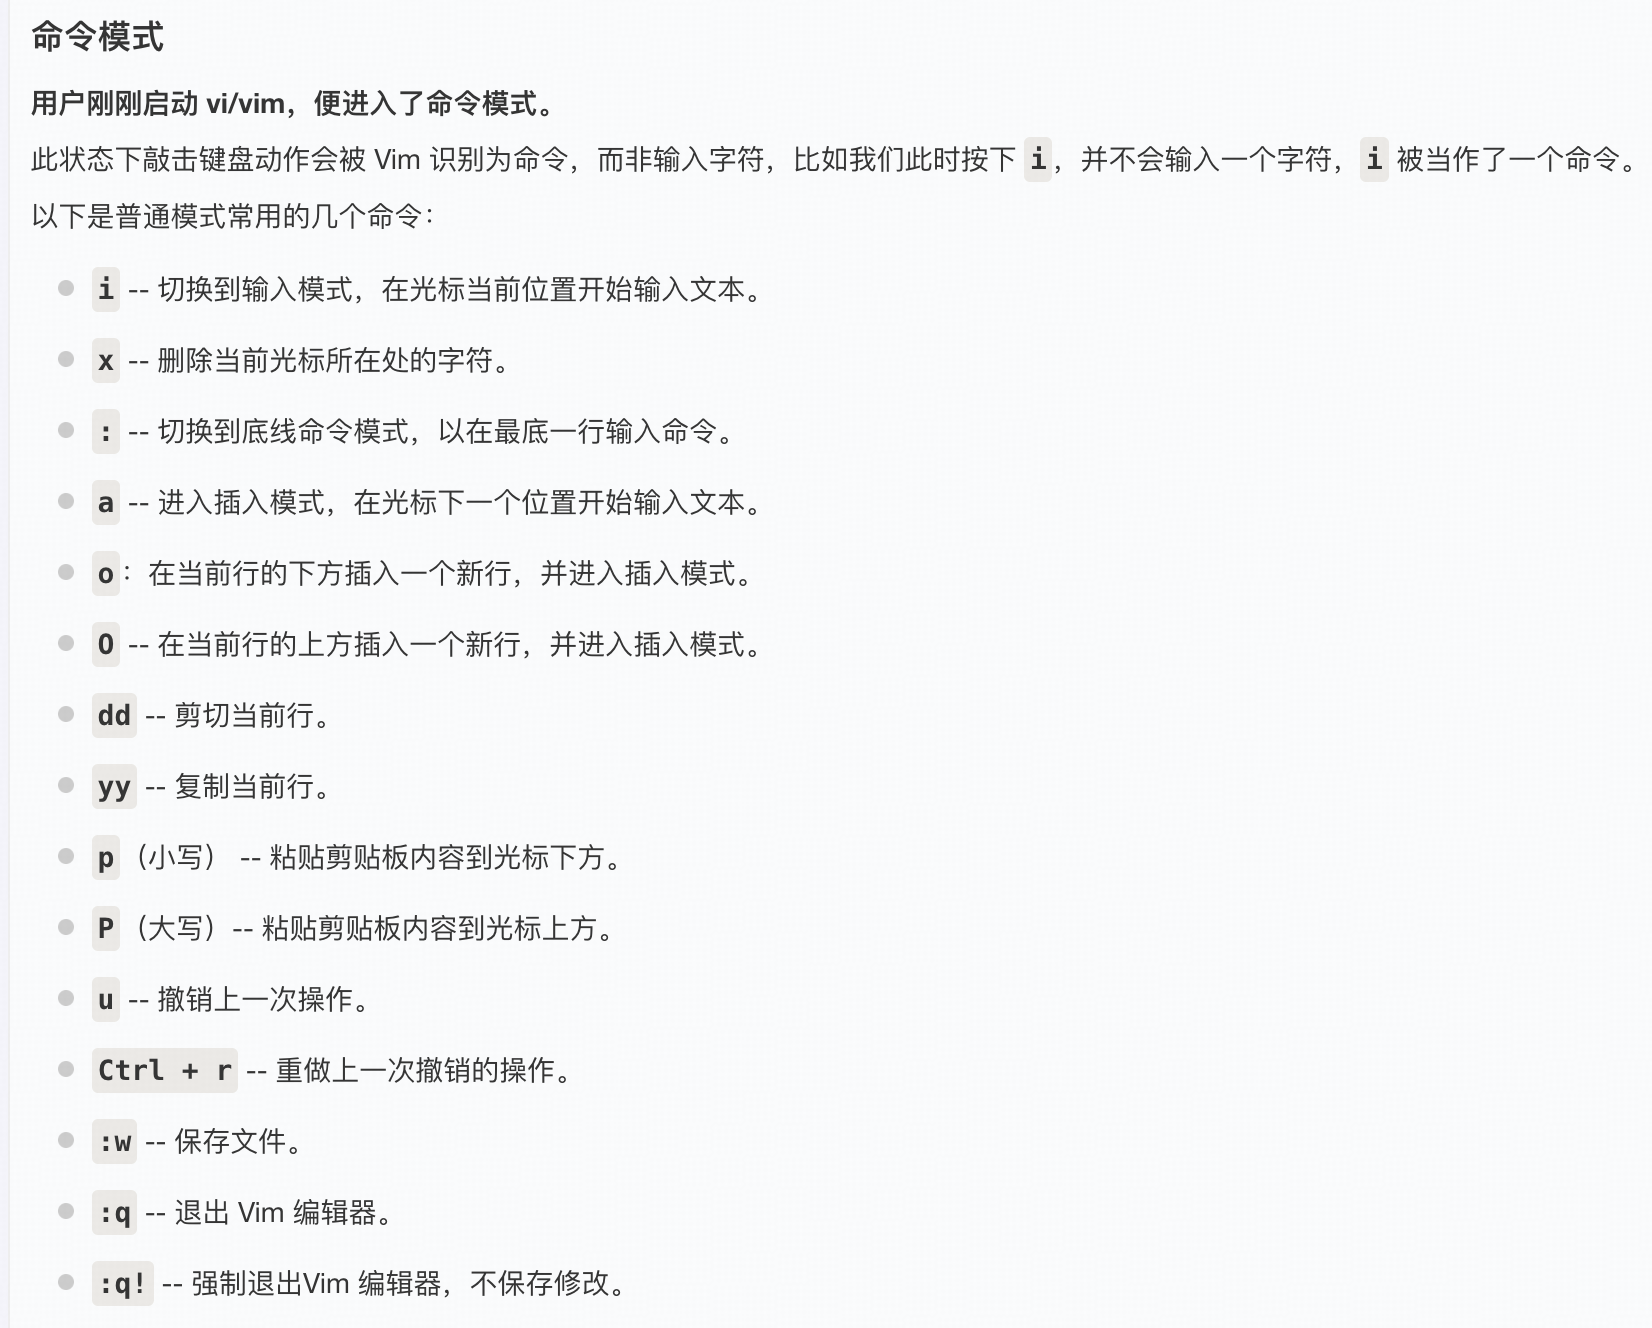 命令模式
用户刚刚启动 vi/vim，便进入了命令模式。
此状态下敲击键盘动作会被 Vim 识别为命令，而非输入字符，比如我们此时按下 i，并不会输入一个字符，i 被当作了一个命令。
以下是普通模式常用的几个命令：
i -- 切换到输入模式，在光标当前位置开始输入文本。
x -- 删除当前光标所在处的字符。
: -- 切换到底线命令模式，以在最底一行输入命令。
a -- 进入插入模式，在光标下一个位置开始输入文本。
o：在当前行的下方插入一个新行，并进入插入模式。
O -- 在当前行的上方插入一个新行，并进入插入模式。
dd -- 剪切当前行。
yy -- 复制当前行。
p（小写） -- 粘贴剪贴板内容到光标下方。
P（大写）-- 粘贴剪贴板内容到光标上方。
u -- 撤销上一次操作。
Ctrl + r -- 重做上一次撤销的操作。
:w -- 保存文件。
:q -- 退出 Vim 编辑器。
:q! -- 强制退出Vim 编辑器，不保存修改。